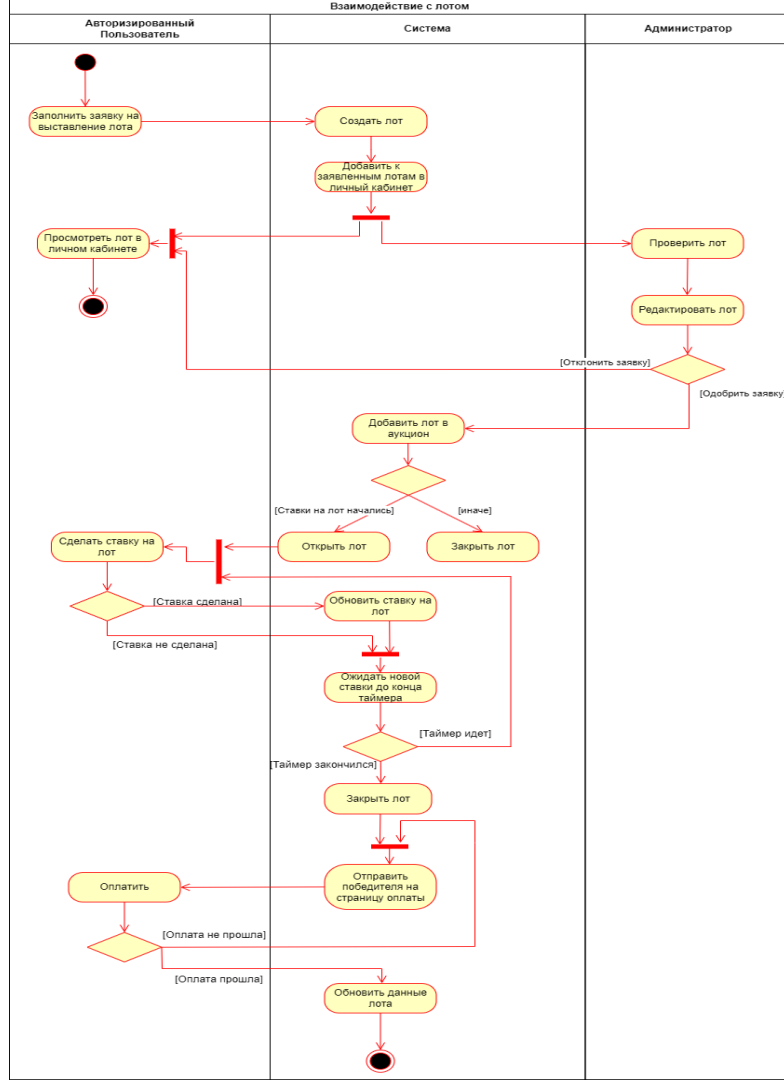 Взаимодействие с лотом
Авторизированный
Пользователь
Система
Администратор
Заполнить заявку на
выставление лота
Создать лот
Добавить к
заявленным лотам в
личный кабинет
Просмотреть лот в
личном кабинете
Проверить лот
Редактировать лот
[Отклонить заявку]
[Одобрить заявку]
Добавить лот в
аукцион
[Ставки на лот начались]
[иначе]
Сделать ставку на
лот
Открыть лот
Закрыть лот
[Ставка сделана]
Обновить ставку на
лот
[Ставка не сделана]
Ожидать новой
ставки до конца
таймера
[Таймер идет]
[Таймер закончился]
Закрыть лот
Оплатить
Отправить
победителя на
страницу оплаты
[Оплата не прошла]
[Оплата прошла]
Обновить данные
лота